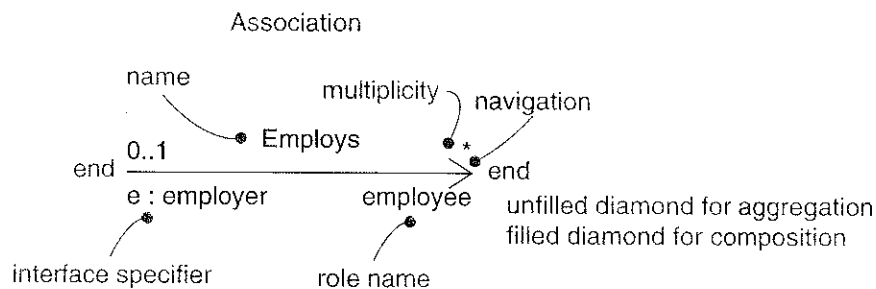 Association
name
multiplicity
navigation
Employs
0..1
*
end
end
e : employer
employee
unfilled diamond for aggregation
filled diamond for composition
interface specifier
role name